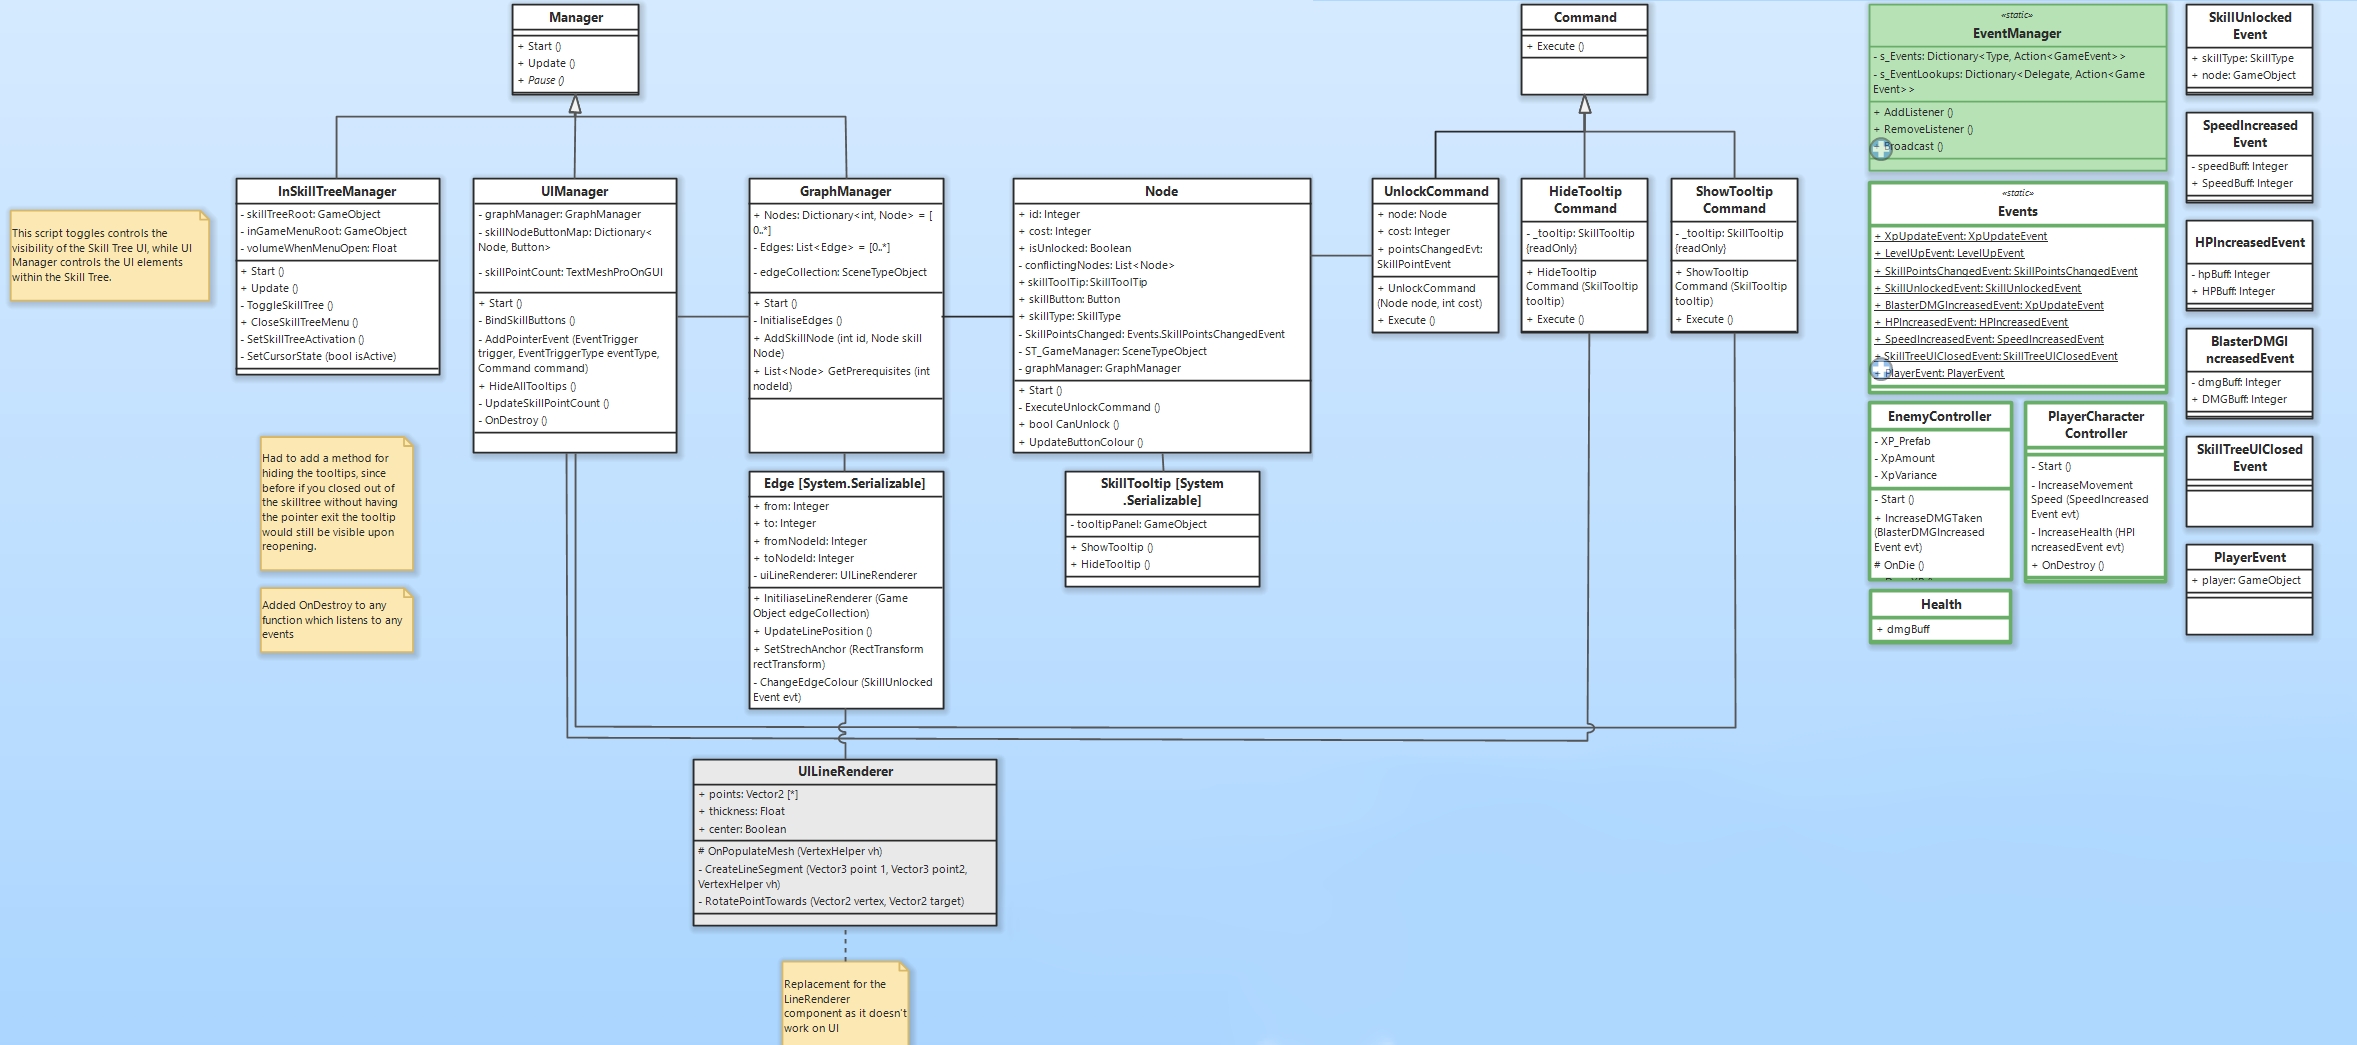 Manager
+ Start ()
+ Update ()
+ Pause ()
InSkillTreeManager
- skillTreeRoot: GameObject
- inGameMenuRoot: GameObject
- volumeWhenMenuOpen: Float
+ Start ()
+ Update ()
- ToggleSkillTree ()
+ CloseSkillTreeMenu ()
- SetSkillTreeActivation ()
- SetCursorState (bool isActive)
This script toggles controls the
visibility of the Skill Tree UI, while UI
Manager controls the UI elements
within the Skill Tree.
UIManager
- graphManager: GraphManager
- skillNodeButtonMap: Dictionary<
Node, Button>
- skillPointCount: TextMeshProOnGUI
+ Start ()
- BindSkillButtons ()
- AddPointerEvent (EventTrigger
trigger, EventTriggerType eventType,
Command command)
+ HideAllTooltips ()
- UpdateSkillPointCount ()
- OnDestroy ()
GraphManager
+ Nodes: Dictionary<int, Node> = [
0..*]
- Edges: List<Edge> = [0..*]
- edgeCollection: SceneTypeObject
+ Start ()
- InitialiseEdges ()
+ AddSkillNode (int id, Node skill
Node)
+ List<Node> GetPrerequisites (int
nodeId)
Node
+ id: Integer
+ cost: Integer
+ isUnlocked: Boolean
- conflictingNodes: List<Node>
+ skillToolTip:SkillToolTip
+ skillButton: Button
+ skillType: SkillType
- SkillPointsChanged: Events.SkillPointsChangedEvent
- ST_GameManager: SceneTypeObject
- graphManager: GraphManager
+ Start ()
- ExecuteUnlockCommand ()
+ bool CanUnlock ()
+ UpdateButtonColour ()
Had to add a method for
hiding the tooltips, since
before if you closed out of
the skilltree without having
the pointer exit the tooltip
would still be visible upon
reopening.
Added OnDestroy to any
function which listens to any
events
Edge [System.Serializable]
+ from: Integer
+ to: Integer
+ fromNodeId: Integer
+ toNodeId: Integer
- uiLineRenderer: UILineRenderer
+ InitiliaseLineRenderer (Game
Object edgeCollection)
+ UpdateLinePosition ()
+ SetStrechAnchor (RectTransform
rectTransform)
- ChangeEdgeColour (SkillUnlocked
Event evt)
SkillTooltip [System
.Serializable]
- tooltipPanel: GameObject
+ ShowTooltip ()
+ HideTooltip ()
UILineRenderer
+ points: Vector2 [*]
+ thickness: Float
+ center: Boolean
# OnPopulateMesh (VertexHelper vh)
- CreateLineSegment (Vector3 point 1, Vector3 point2,
VertexHelper vh)
- RotatePointTowards (Vector2 vertex, Vector2 target)
Replacement for the
LineRenderer
component as it doesn't
work on UI
Command
+ Execute ()
UnlockCommand
+ node: Node
+ cost: Integer
+ pointsChangedEvt:
SkillPointEvent
+ UnlockCommand
(Node node, int cost)
+ Execute ()
HideTooltip
Command
- _tooltip: SkillTooltip
{readOnly}
+ HideTooltip
Command (SkilTooltip
tooltip)
+ Execute ()
ShowTooltip
Command
- _tooltip: SkillTooltip
{readOnly}
+ ShowTooltip
Command (SkilTooltip
tooltip)
+ Execute ()
«static»
EventManager
- s_Events: Dictionary<Type, Action<GameEvent>>
- s_EventLookups: Dictionary<Delegate, Action<Game
Event>>
+ AddListener ()
+ RemoveListener ()
+ Broadcast ()
«static»
Events
+ XpUpdateEvent: XpUpdateEvent
+ LevelUpEvent: LevelUpEvent
+ SkillPointsChangedEvent: SkillPointsChangedEvent
+ SkillUnlockedEvent: SkillUnlockedEvent
+ BlasterDMGIncreasedEvent: XpUpdateEvent
+ HPIncreasedEvent: HPIncreasedEvent
+ SpeedIncreasedEvent: SpeedIncreasedEvent
+ SkillTreeUIClosedEvent: SkillTreeUIClosedEvent
+ PlayerEvent: PlayerEvent
EnemyController
- XP_Prefab
- XpAmount
- XpVariance
- Start ()
+ IncreaseDMGTaken
(BlasterDMGIncreased
Event evt)
# OnDie ()
PlayerCharacter
Controller
- Start ()
- IncreaseMovement
Speed (SpeedIncreased
Event evt)
- IncreaseHealth (HPI
ncreasedEvent evt)
+ OnDestroy ()
Health
+ dmgBuff
SkillUnlocked
Event
+ skillType: SkillType
+ node: GameObject
SpeedIncreased
Event
- speedBuff: Integer
+ SpeedBuff: Integer
HPIncreasedEvent
- hpBuff: Integer
+ HPBuff: Integer
BlasterDMGI
ncreasedEvent
- dmgBuff: Integer
+ DMGBuff: Integer
SkillTreeUIClosed
Event
PlayerEvent
+ player: GameObject